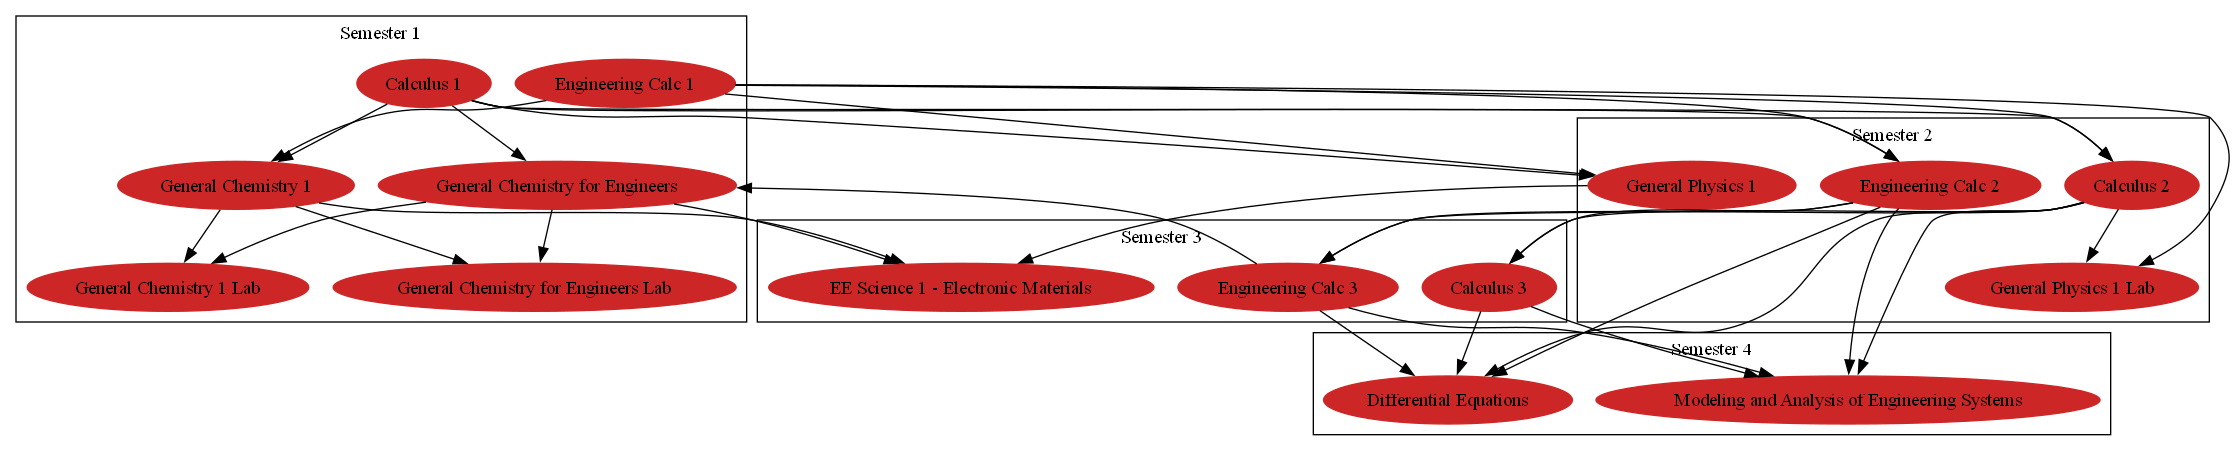 Semester 1
Calculus 1
Engineering Calc 1
General Chemistry 1
General Chemistry for Engineers
General Chemistry 1 Lab
General Chemistry for Engineers Lab
Semester 2
General Physics 1
Engineering Calc 2
Calculus 2
General Physics 1 Lab
Semester 3
EE Science 1 - Electronic Materials
Engineering Calc 3
Calculus 3
Semester 4
Differential Equations
Modeling and Analysis of Engineering Systems